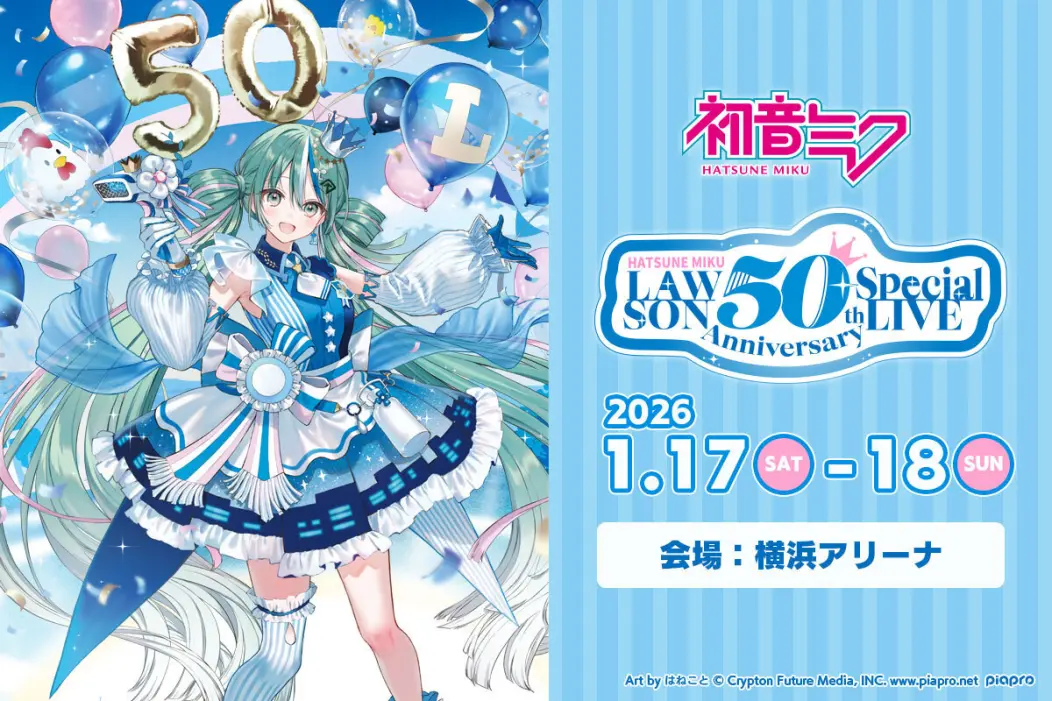 50
L
初音ミク
HATSUNE MIKU
HATSUNE MIKU
LAWSON 50th Anniversary Special LIVE
2026
1.17 SAT - 18 SUN
会場：横浜アリーナ
Art by はねこと © Crypton Future Media, INC. www.piapro.net piapro